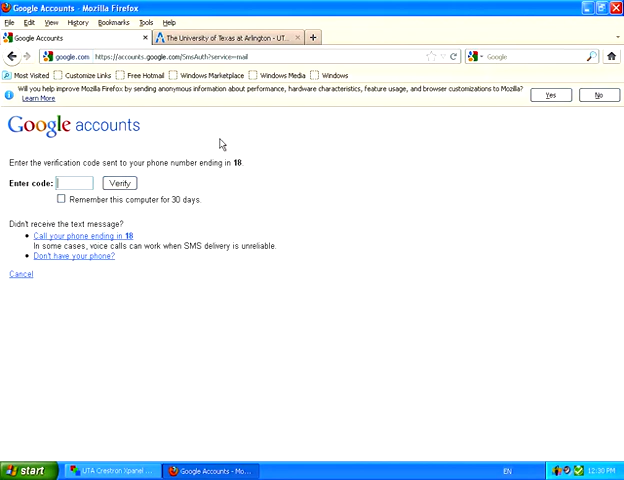 Google Accounts - Mozilla Firefox
File Edit View History Bookmarks Tools Help
Google Accounts × The University of Texas at Arlington - UT... × +
google.com https://accounts.google.com/SmsAuth?service=mail Google
Most Visited Customize Links Free Hotmail Windows Marketplace Windows Media Windows
Will you help improve Mozilla Firefox by sending anonymous information about performance, hardware characteristics, feature usage, and browser customizations to Mozilla? Yes No
Learn More
Google accounts
Enter the verification code sent to your phone number ending in 18.
Enter code: Verify
Remember this computer for 30 days.
Didn't receive the text message?
• Call your phone ending in 18
In some cases, voice calls can work when SMS delivery is unreliable.
• Don't have your phone?
Cancel
start UTA Crestron Xpanel ... Google Accounts - Mo... EN 12:30 PM